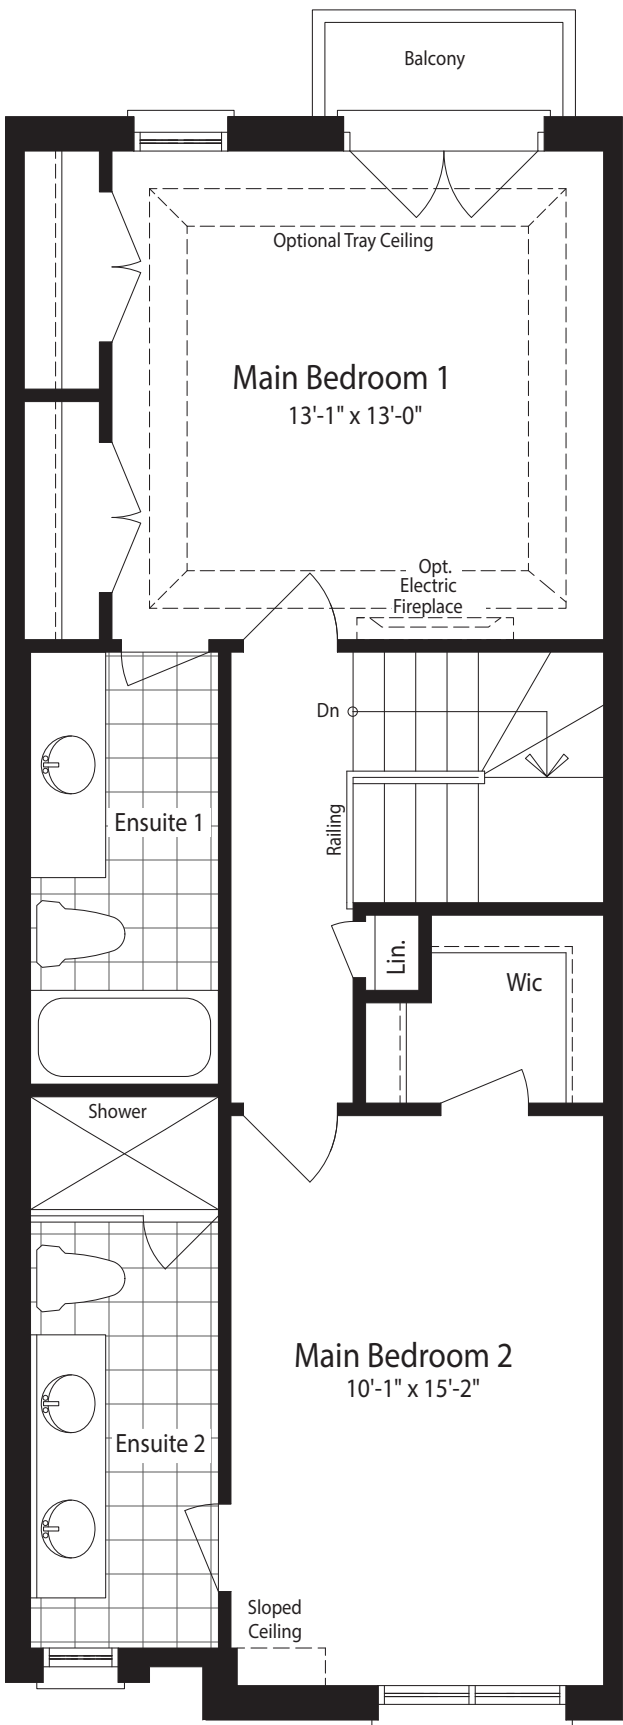 Balcony
Optional Tray Ceiling
Main Bedroom 1
13'-1" x 13'-0"
Opt.
Electric
Fireplace
Dn
Railing
Ensuite 1
Lin.
Wic
Shower
Main Bedroom 2
10'-1" x 15'-2"
Ensuite 2
Sloped
Ceiling